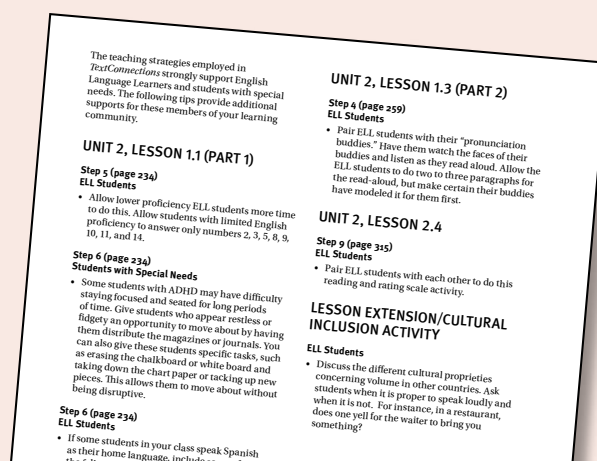 The teaching strategies employed in
TextConnections strongly support English
Language Learners and students with special
needs. The following tips provide additional
supports for these members of your learning
community.
UNIT 2, LESSON 1.1 (PART 1)
Step 5 (page 234)
ELL Students
• Allow lower proficiency ELL students more time
to do this. Allow students with limited English
proficiency to answer only numbers 2, 3, 5, 8, 9,
10, 11, and 14.
Step 6 (page 234)
Students with Special Needs
• Some students with ADHD may have difficulty
staying focused and seated for long periods
of time. Give students who appear restless or
fidgety an opportunity to move about by having
them distribute the magazines or journals. You
can also give these students specific tasks, such
as erasing the chalkboard or white board and
taking down the chart paper or tacking up new
pieces. This allows them to move about without
being disruptive.
Step 6 (page 234)
ELL Students
• If some students in your class speak Spanish
as their home language, include
UNIT 2, LESSON 1.3 (PART 2)
Step 4 (page 259)
ELL Students
• Pair ELL students with their “pronunciation
buddies.” Have them watch the faces of their
buddies and listen as they read aloud. Allow the
ELL students to do two to three paragraphs for
the read-aloud, but make certain their buddies
have modeled it for them first.
UNIT 2, LESSON 2.4
Step 9 (page 315)
ELL Students
• Pair ELL students with each other to do this
reading and rating scale activity.
LESSON EXTENSION/CULTURAL
INCLUSION ACTIVITY
ELL Students
• Discuss the different cultural proprieties
concerning volume in other countries. Ask
students when it is proper to speak loudly and
when it is not. For instance, in a restaurant,
does one yell for the waiter to bring you
something?